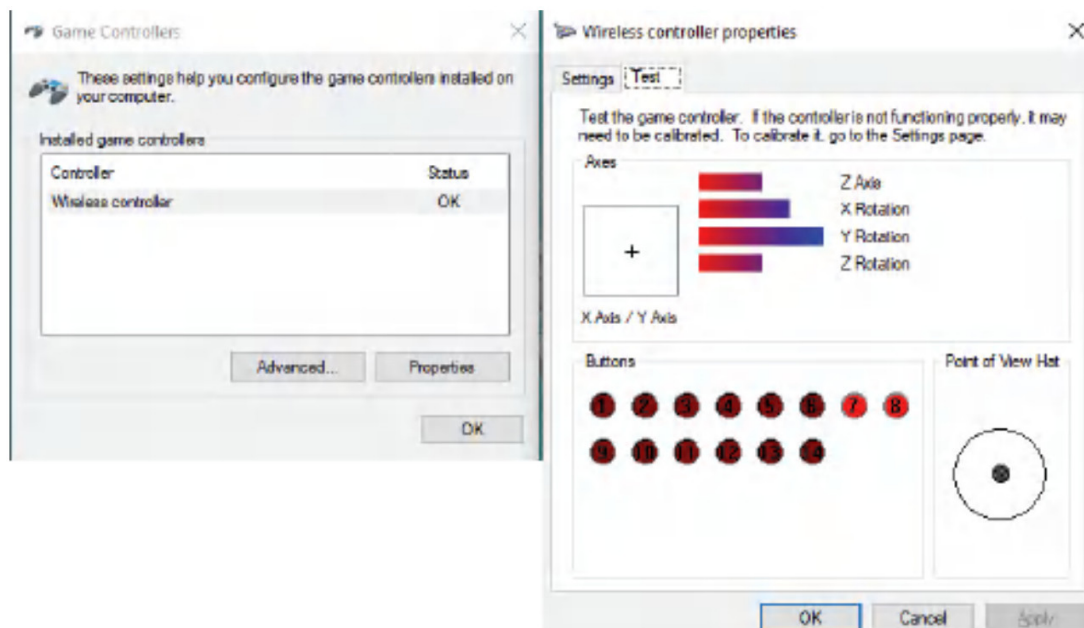 Game Controllers
These settings help you configure the game controllers installed on
your computer.
Installed game controllers
Controller Status
Wireless controller OK
Advanced... Properties
OK
Wireless controller properties
Settings Test
Test the game controller. If the controller is not functioning properly, it may
need to be calibrated. To calibrate it, go to the Settings page.
Axes
Z Axis
X Rotation
Y Rotation
Z Rotation
X Axis / Y Axis
Buttons
1 2 3 4 5 6 7 8
9 10 11 12 13 14
Point of View Hat
OK Cancel Apply